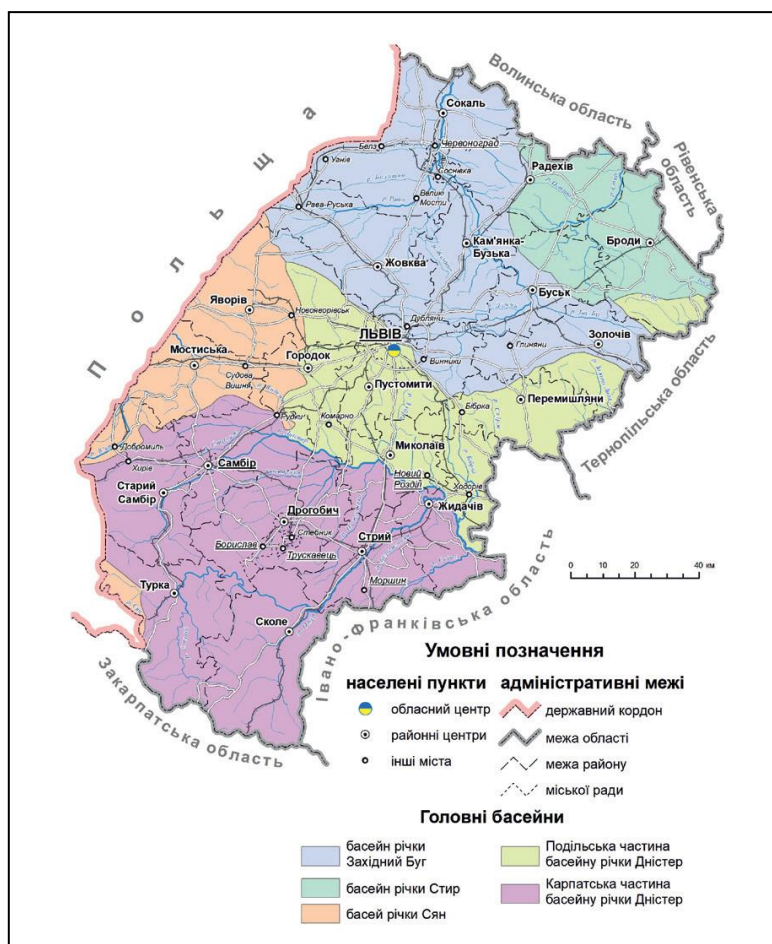 Волинська область
Рівенська
область
Польща
Сокаль
Червоноград
Белз
Угнів
Соснівка
Радехів
Великі
Мости
Рава-Руська
Кам'янка-
Бузька
Броди
Жовква
Буськ
Яворів
Новояворівськ
Дубляни
ЛЬВІВ
Золочів
Глиняни
Винники
Мостиська
Судова
Вишня
Городок
Пустомити
Перемишляни
Бібрка
Тернопільська область
Рудки
Комарно
Миколаїв
Добромиль
Хирів
Самбір
Новий
Розділ
Ходорів
Старий
Самбір
Жидачів
Дрогобич
Стебник
Борислав
Трускавець
Стрий
Моршин
Турка
Сколе
0 10 20 40 км
Івано-Франківська область
Закарпатська область
Умовні позначення
населені пункти
обласний центр
районні центри
інші міста
адміністративні межі
державний кордон
межа області
межа району
міської ради
Головні басейни
басейн річки
Західний Буг
басейн річки Стир
басей річки Сян
Подільська частина
басейну річки Дністер
Карпатська частина
басейну річки Дністер